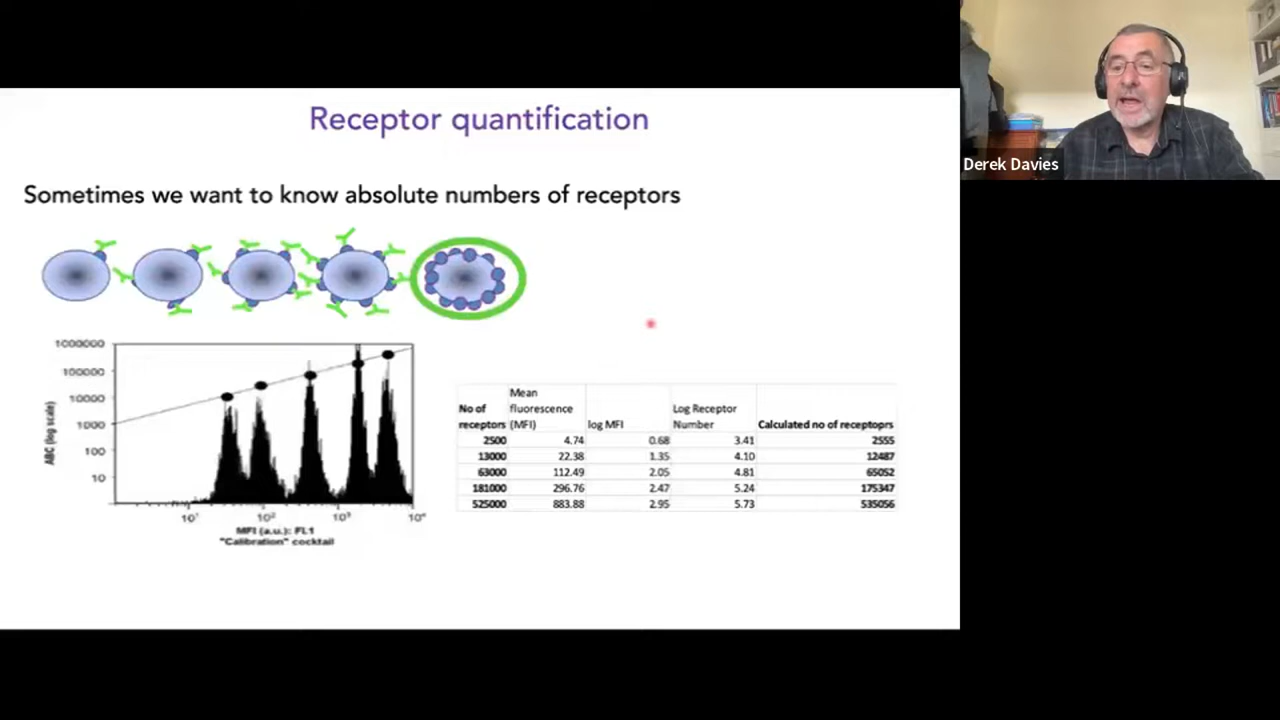 Receptor quantification
Derek Davies
Sometimes we want to know absolute numbers of receptors
1000000
100000
10000
1000
100
10
ABC (log scale)
10¹ 10² 10³ 10⁴
MFI (a.u.): FL1
"Calibration" cocktail
No of receptors Mean fluorescence (MFI) log MFI Log Receptor Number Calculated no of receptoprs
2500 4.74 0.68 3.41 2555
13000 22.38 1.35 4.10 12487
63000 112.49 2.05 4.81 65052
181000 296.76 2.47 5.24 175347
525000 883.88 2.95 5.73 535056